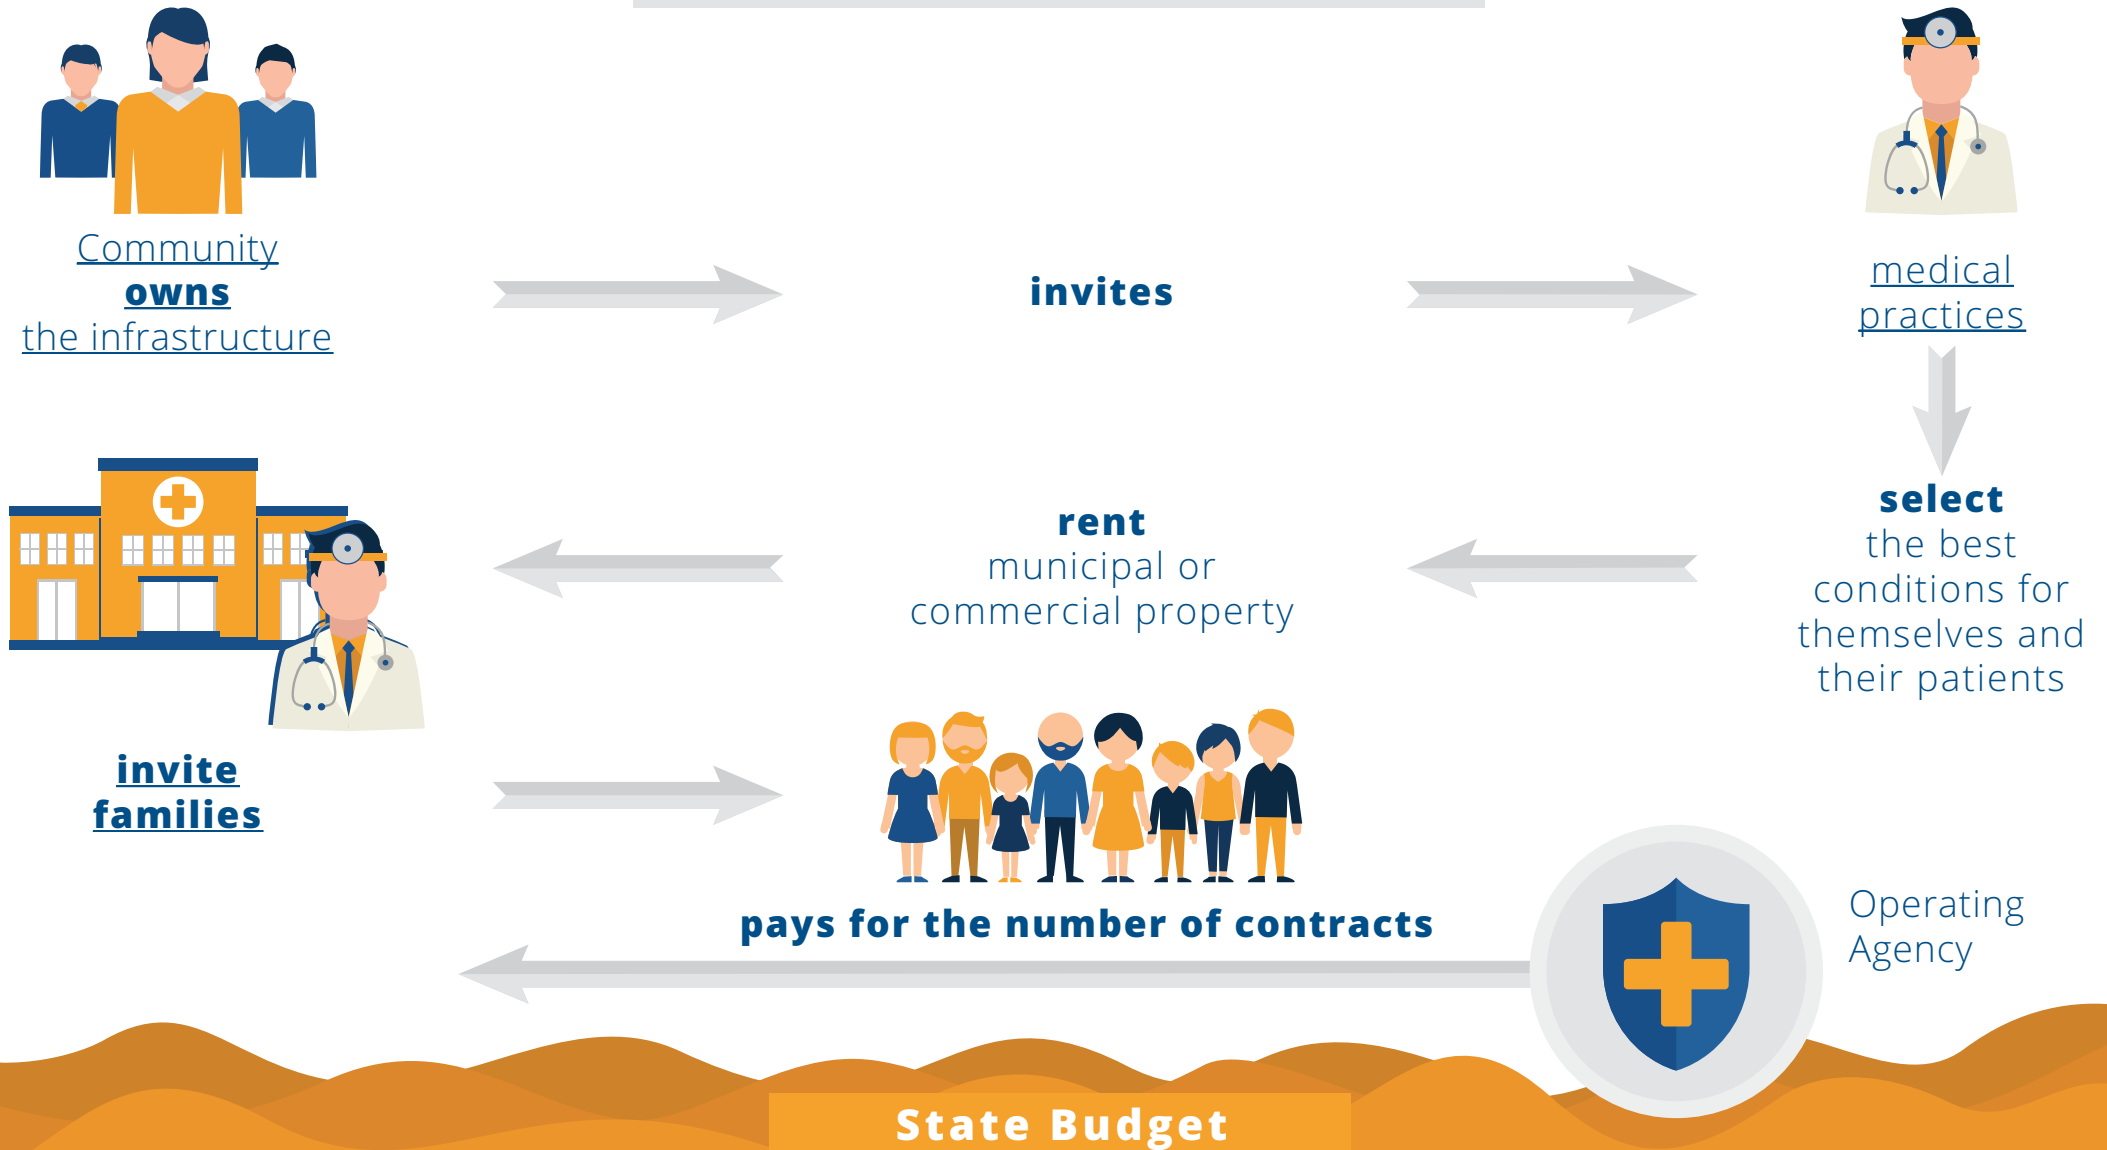 Community
owns
the infrastructure
invites
medical
practices
select
the best
conditions for
themselves and
their patients
rent
municipal or
commercial property
invite
families
pays for the number of contracts
Operating
Agency
State Budget